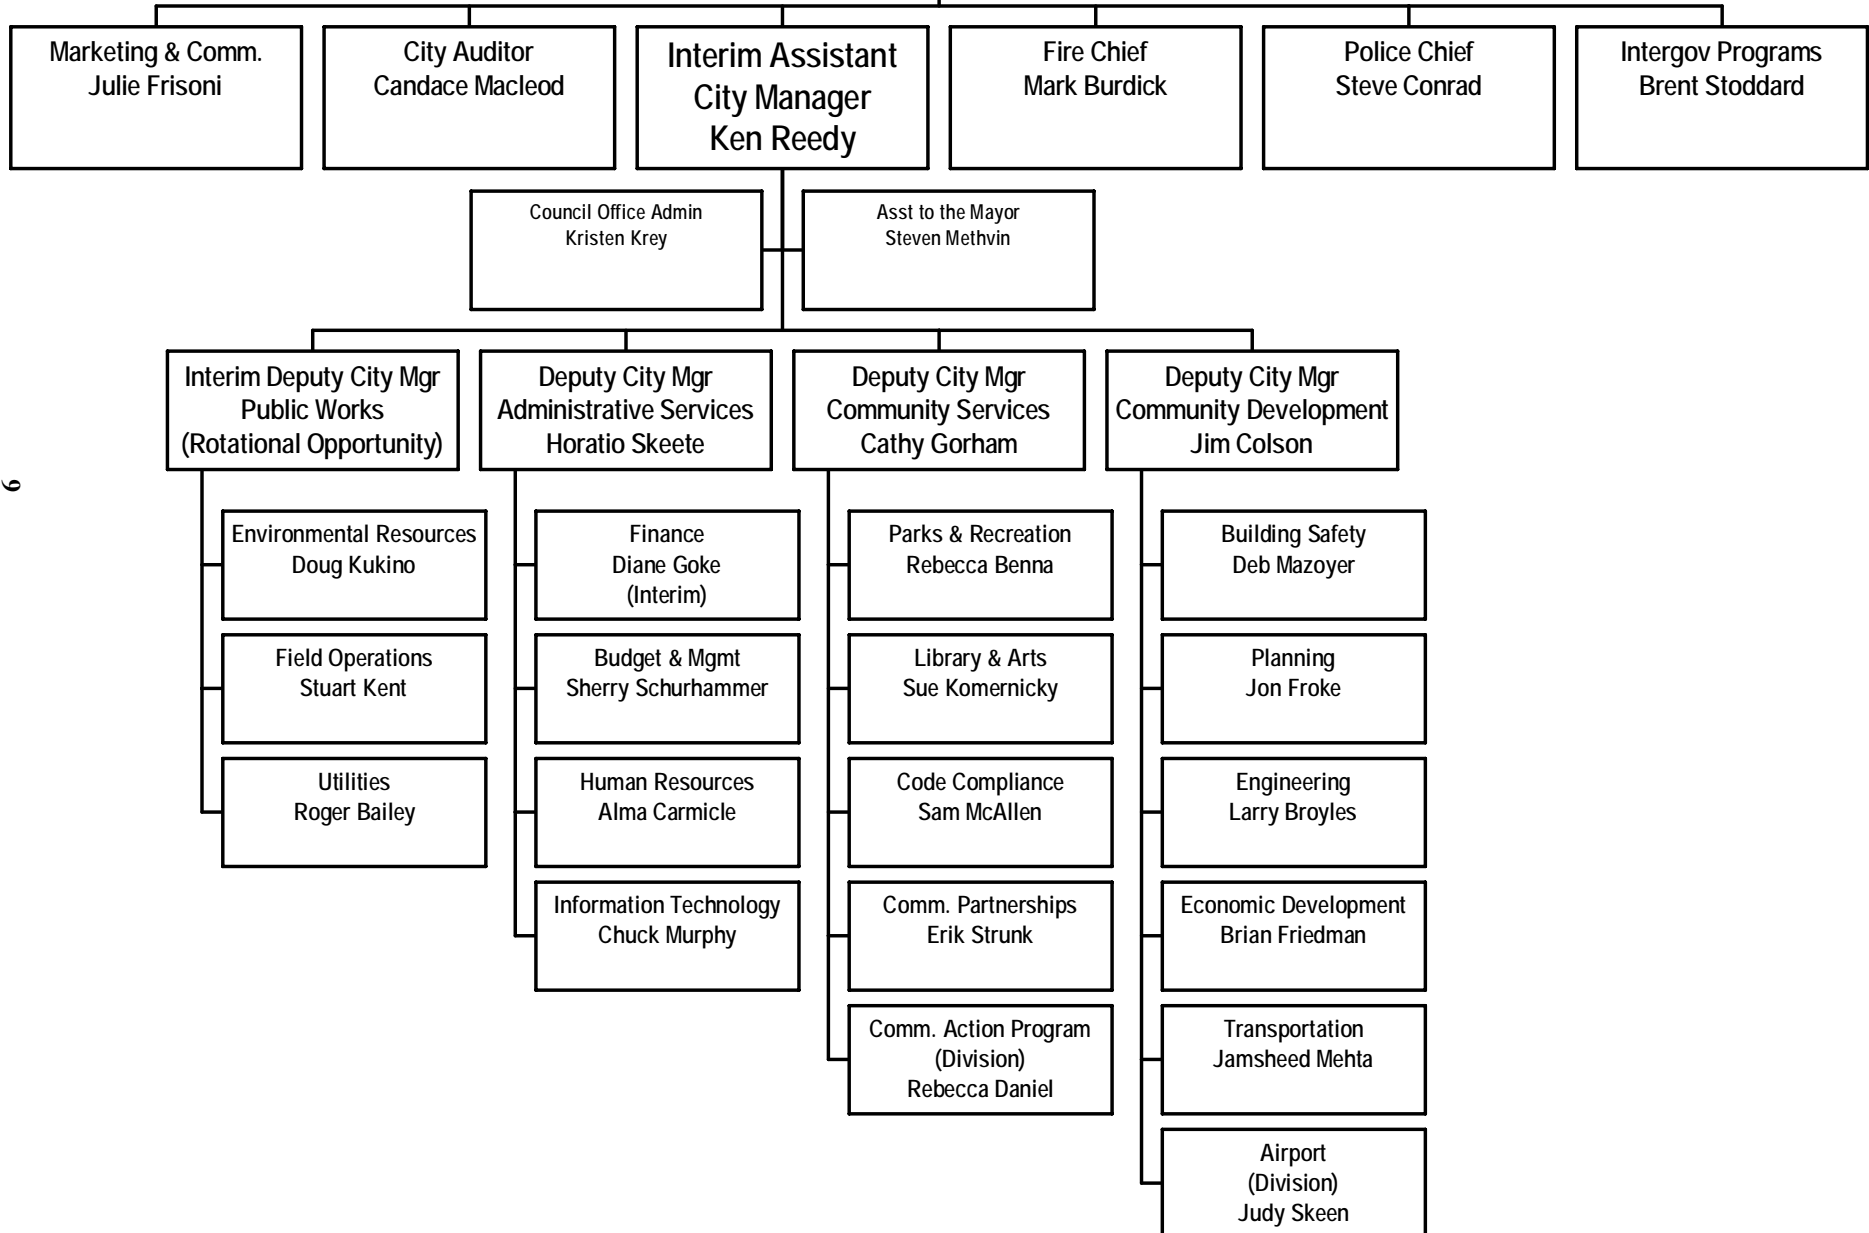 Marketing & Comm.
Julie Frisoni
City Auditor
Candace Macleod
Interim Assistant
City Manager
Ken Reedy
Fire Chief
Mark Burdick
Police Chief
Steve Conrad
Intergov Programs
Brent Stoddard
Council Office Admin
Kristen Krey
Asst to the Mayor
Steven Methvin
Interim Deputy City Mgr
Public Works
(Rotational Opportunity)
Deputy City Mgr
Administrative Services
Horatio Skeete
Deputy City Mgr
Community Services
Cathy Gorham
Deputy City Mgr
Community Development
Jim Colson
Environmental Resources
Doug Kukino
Field Operations
Stuart Kent
Utilities
Roger Bailey
Finance
Diane Goke
(Interim)
Budget & Mgmt
Sherry Schurhammer
Human Resources
Alma Carmicle
Information Technology
Chuck Murphy
Parks & Recreation
Rebecca Benna
Library & Arts
Sue Komernicky
Code Compliance
Sam McAllen
Comm. Partnerships
Erik Strunk
Comm. Action Program
(Division)
Rebecca Daniel
Building Safety
Deb Mazoyer
Planning
Jon Froke
Engineering
Larry Broyles
Economic Development
Brian Friedman
Transportation
Jamsheed Mehta
Airport
(Division)
Judy Skeen